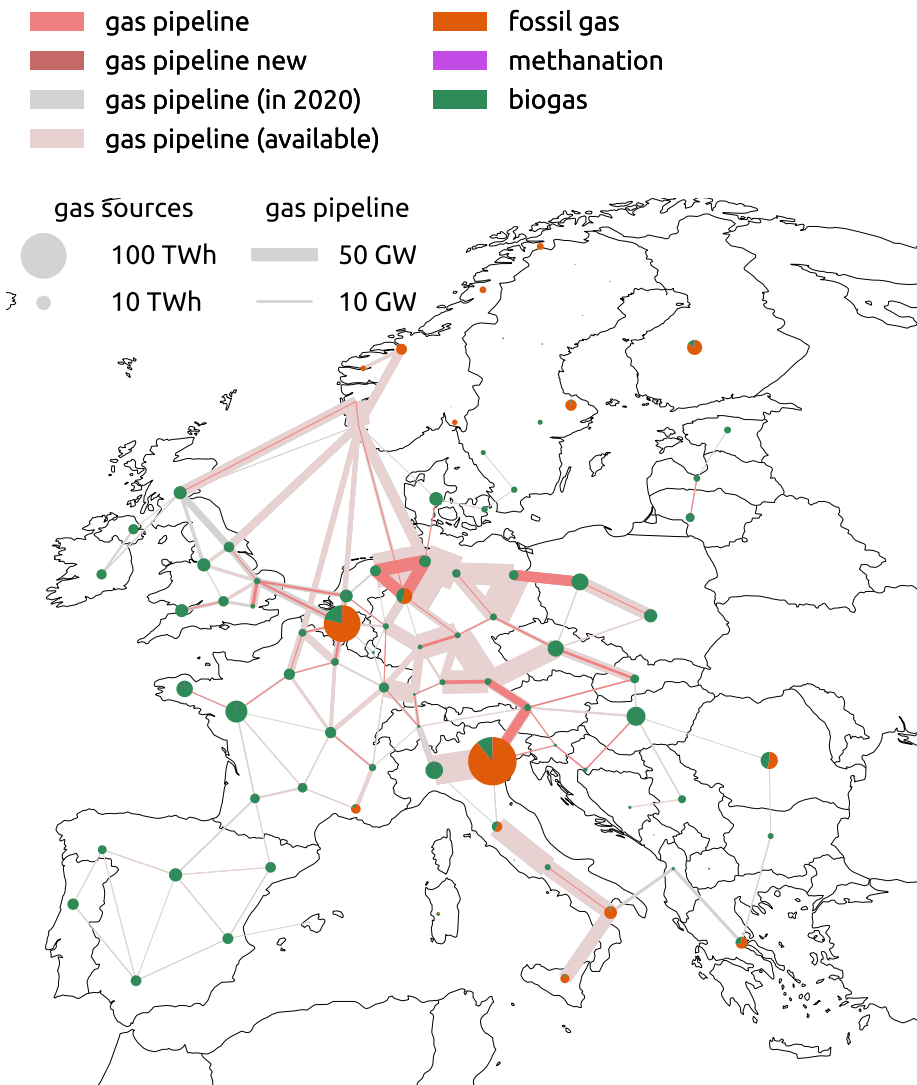 gas pipeline
gas pipeline new
gas pipeline (in 2020)
gas pipeline (available)
fossil gas
methanation
biogas
gas sources
100 TWh
10 TWh
gas pipeline
50 GW
10 GW